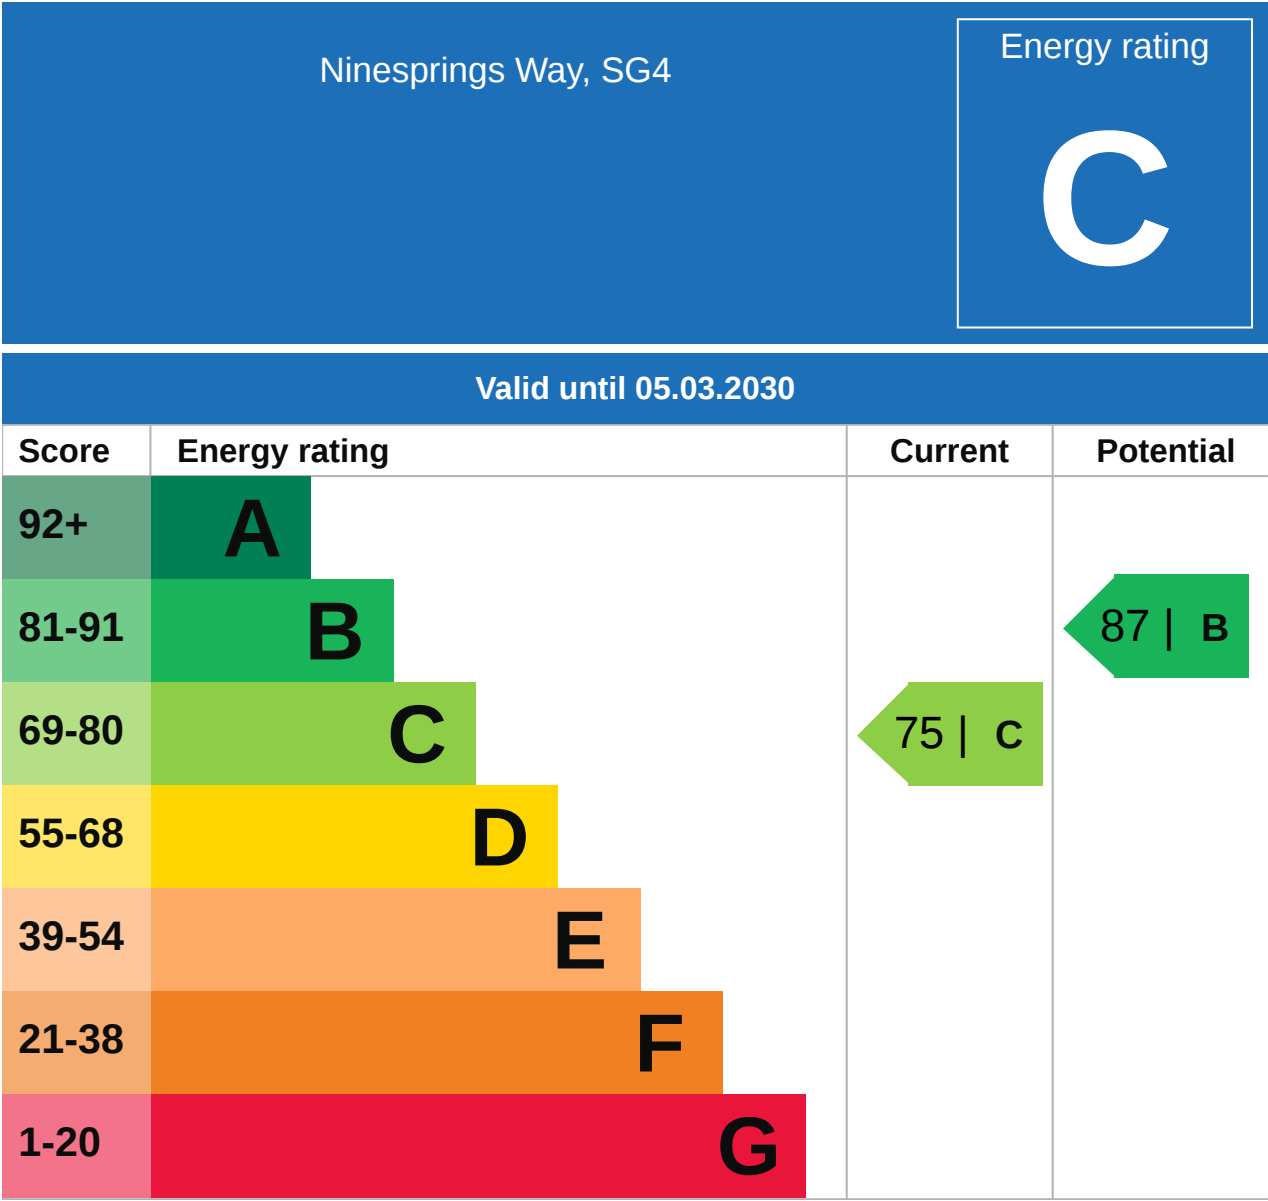 Ninesprings Way, SG4
Energy rating
C
Valid until 05.03.2030
Score Energy rating Current Potential
92+ A
81-91 B 87 | B
69-80 C 75 | C
55-68 D
39-54 E
21-38 F
1-20 G